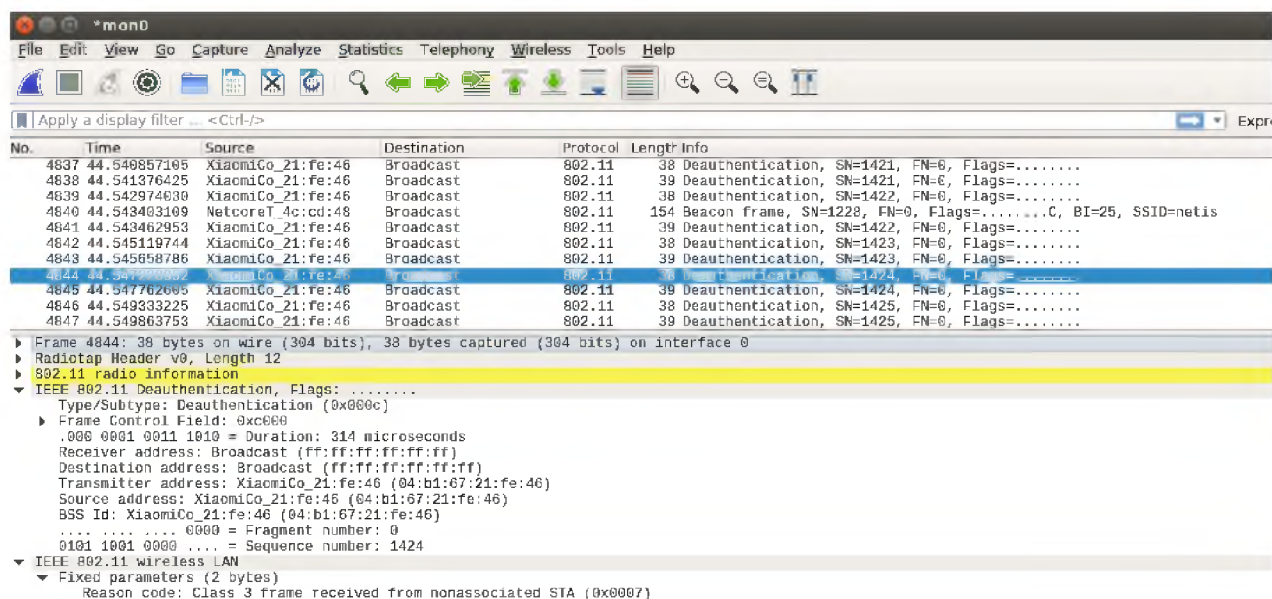 *mon0
File Edit View Go Capture Analyze Statistics Telephony Wireless Tools Help
Apply a display filter ... <Ctrl-/> Expre
No. Time Source Destination Protocol Length Info
4837 44.540857105 XiaomiCo_21:fe:46 Broadcast 802.11 38 Deauthentication, SN=1421, FN=0, Flags=........
4838 44.541376425 XiaomiCo_21:fe:46 Broadcast 802.11 39 Deauthentication, SN=1421, FN=0, Flags=........
4839 44.542974030 XiaomiCo_21:fe:46 Broadcast 802.11 38 Deauthentication, SN=1422, FN=0, Flags=........
4840 44.543403109 NetcoreT_4c:cd:48 Broadcast 802.11 154 Beacon frame, SN=1228, FN=0, Flags=........C, BI=25, SSID=netis
4841 44.543462953 XiaomiCo_21:fe:46 Broadcast 802.11 39 Deauthentication, SN=1422, FN=0, Flags=........
4842 44.545119744 XiaomiCo_21:fe:46 Broadcast 802.11 38 Deauthentication, SN=1423, FN=0, Flags=........
4843 44.545658786 XiaomiCo_21:fe:46 Broadcast 802.11 39 Deauthentication, SN=1423, FN=0, Flags=........
4844 XiaomiCo_21:fe:46 Broadcast 802.11 38 Deauthentication, SN=1424, FN=0, Flags=........
4845 44.547762605 XiaomiCo_21:fe:46 Broadcast 802.11 39 Deauthentication, SN=1424, FN=0, Flags=........
4846 44.549333225 XiaomiCo_21:fe:46 Broadcast 802.11 38 Deauthentication, SN=1425, FN=0, Flags=........
4847 44.549863753 XiaomiCo_21:fe:46 Broadcast 802.11 39 Deauthentication, SN=1425, FN=0, Flags=........
Frame 4844: 38 bytes on wire (304 bits), 38 bytes captured (304 bits) on interface 0
Radiotap Header v0, Length 12
802.11 radio information
IEEE 802.11 Deauthentication, Flags: ........
Type/Subtype: Deauthentication (0x000c)
Frame Control Field: 0xc000
.000 0001 0011 1010 = Duration: 314 microseconds
Receiver address: Broadcast (ff:ff:ff:ff:ff:ff)
Destination address: Broadcast (ff:ff:ff:ff:ff:ff)
Transmitter address: XiaomiCo_21:fe:46 (04:b1:67:21:fe:46)
Source address: XiaomiCo_21:fe:46 (04:b1:67:21:fe:46)
BSS Id: XiaomiCo_21:fe:46 (04:b1:67:21:fe:46)
.... .... .... 0000 = Fragment number: 0
0101 1001 0000 .... = Sequence number: 1424
IEEE 802.11 wireless LAN
Fixed parameters (2 bytes)
Reason code: Class 3 frame received from nonassociated STA (0x0007)